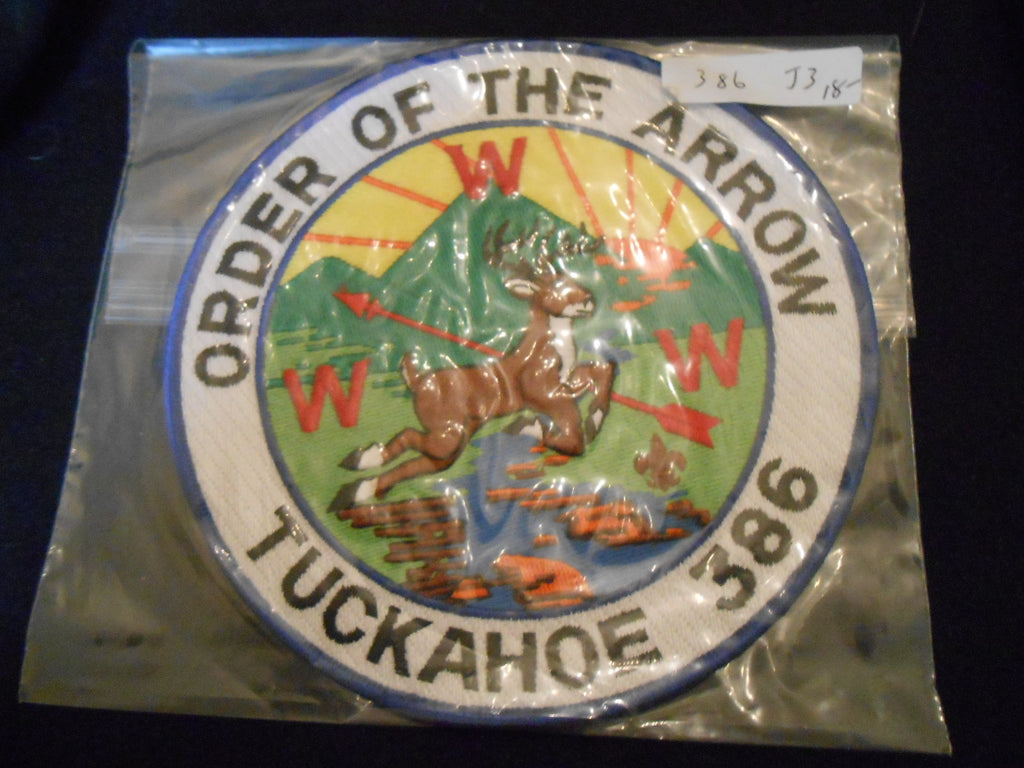 386 J3 18-
ORDER OF THE ARROW
W
W W
TUCKAHOE 386